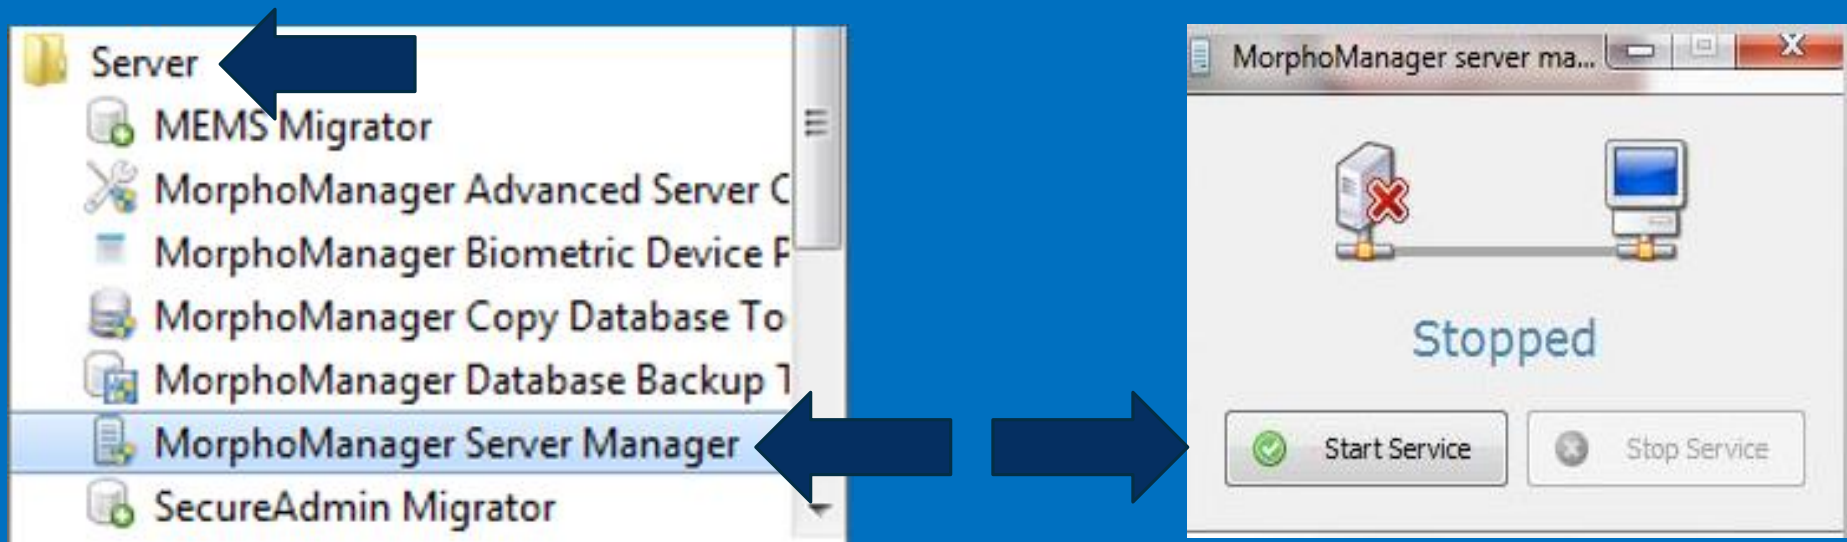 Server
MEMS Migrator
MorphoManager Advanced Server C
MorphoManager Biometric Device P
MorphoManager Copy Database To
MorphoManager Database Backup T
MorphoManager Server Manager
SecureAdmin Migrator
MorphoManager server ma...
Stopped
Start Service
Stop Service